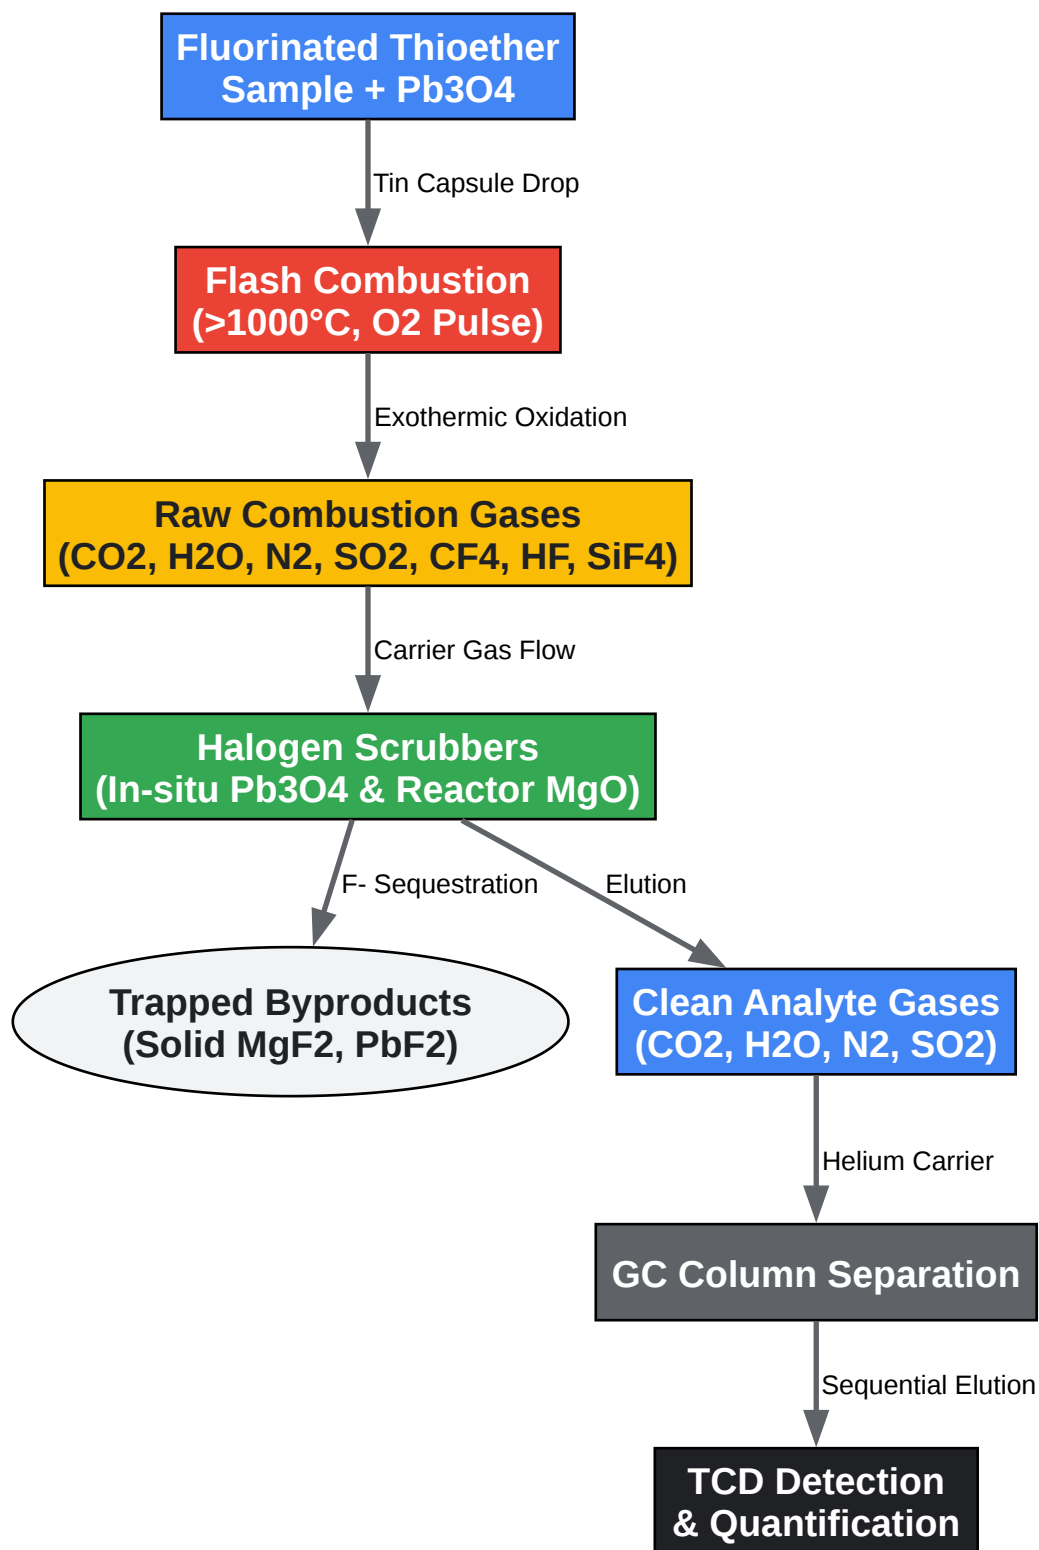 Fluorinated Thioether
Sample + Pb3O4
Tin Capsule Drop
Flash Combustion
(>1000°C, O2 Pulse)
Exothermic Oxidation
Raw Combustion Gases
(CO2, H2O, N2, SO2, CF4, HF, SiF4)
Carrier Gas Flow
Halogen Scrubbers
(In-situ Pb3O4 & Reactor MgO)
F- Sequestration
Elution
Trapped Byproducts
(Solid MgF2, PbF2)
Clean Analyte Gases
(CO2, H2O, N2, SO2)
Helium Carrier
GC Column Separation
Sequential Elution
TCD Detection
& Quantification